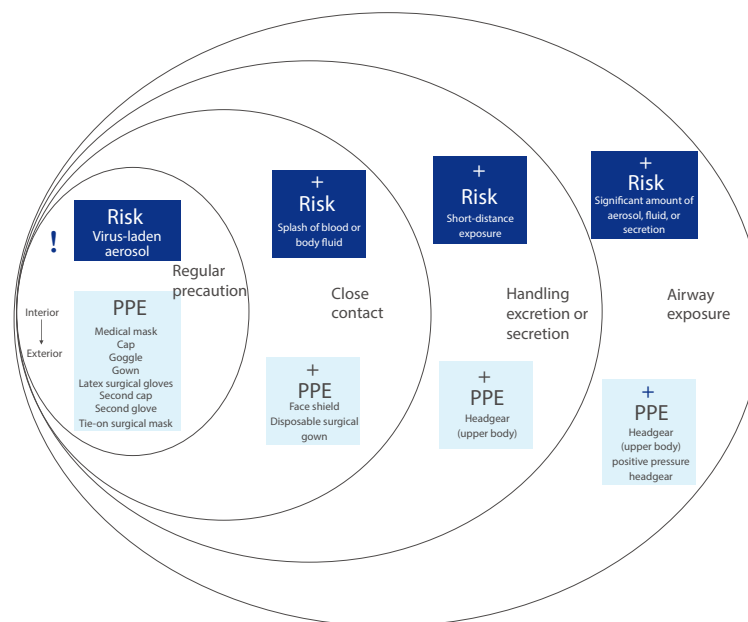 !
Risk
Virus-laden
aerosol
Regular
precaution
Interior
Exterior
PPE
Medical mask
Cap
Goggle
Gown
Latex surgical gloves
Second cap
Second glove
Tie-on surgical mask
+
Risk
Splash of blood or
body fluid
Close
contact
+
PPE
Face shield
Disposable surgical
gown
+
Risk
Short-distance
exposure
Handling
excretion or
secretion
+
PPE
Headgear
(upper body)
+
Risk
Significant amount of
aerosol, fluid, or
secretion
Airway
exposure
+
PPE
Headgear
(upper body)
positive pressure
headgear